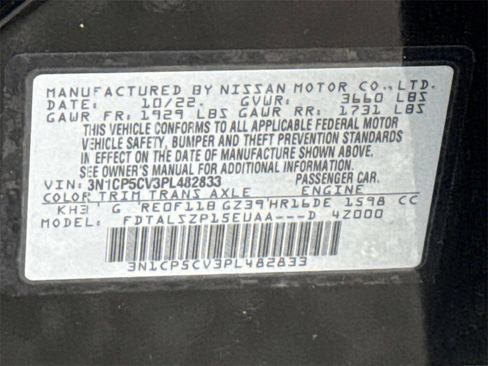 MANUFACTURED BY NISSAN MOTOR CO., LTD.
DATE: 10/22. GVWR: 3660 LBS
GAWR FR: 1929 LBS GAWR RR: 1731 LBS
THIS VEHICLE CONFORMS TO ALL APPLICABLE FEDERAL MOTOR
VEHICLE SAFETY, BUMPER AND THEFT PREVENTION STANDARDS
IN EFFECT ON THE DATE OF MANUFACTURE SHOWN ABOVE.
SEE OWNER'S MANUAL FOR ADDITIONAL INFORMATION.
VIN: 3N1CP5CV3PL482833 PASSENGER CAR.
COLOR TRIM TRANS AXLE ENGINE
KH3 G RE0F11B GZ39 HR16DE 1598 CC
MODEL: FDTALSZP15EUAA---D 4Z000
3N1CP5CV3PL482833